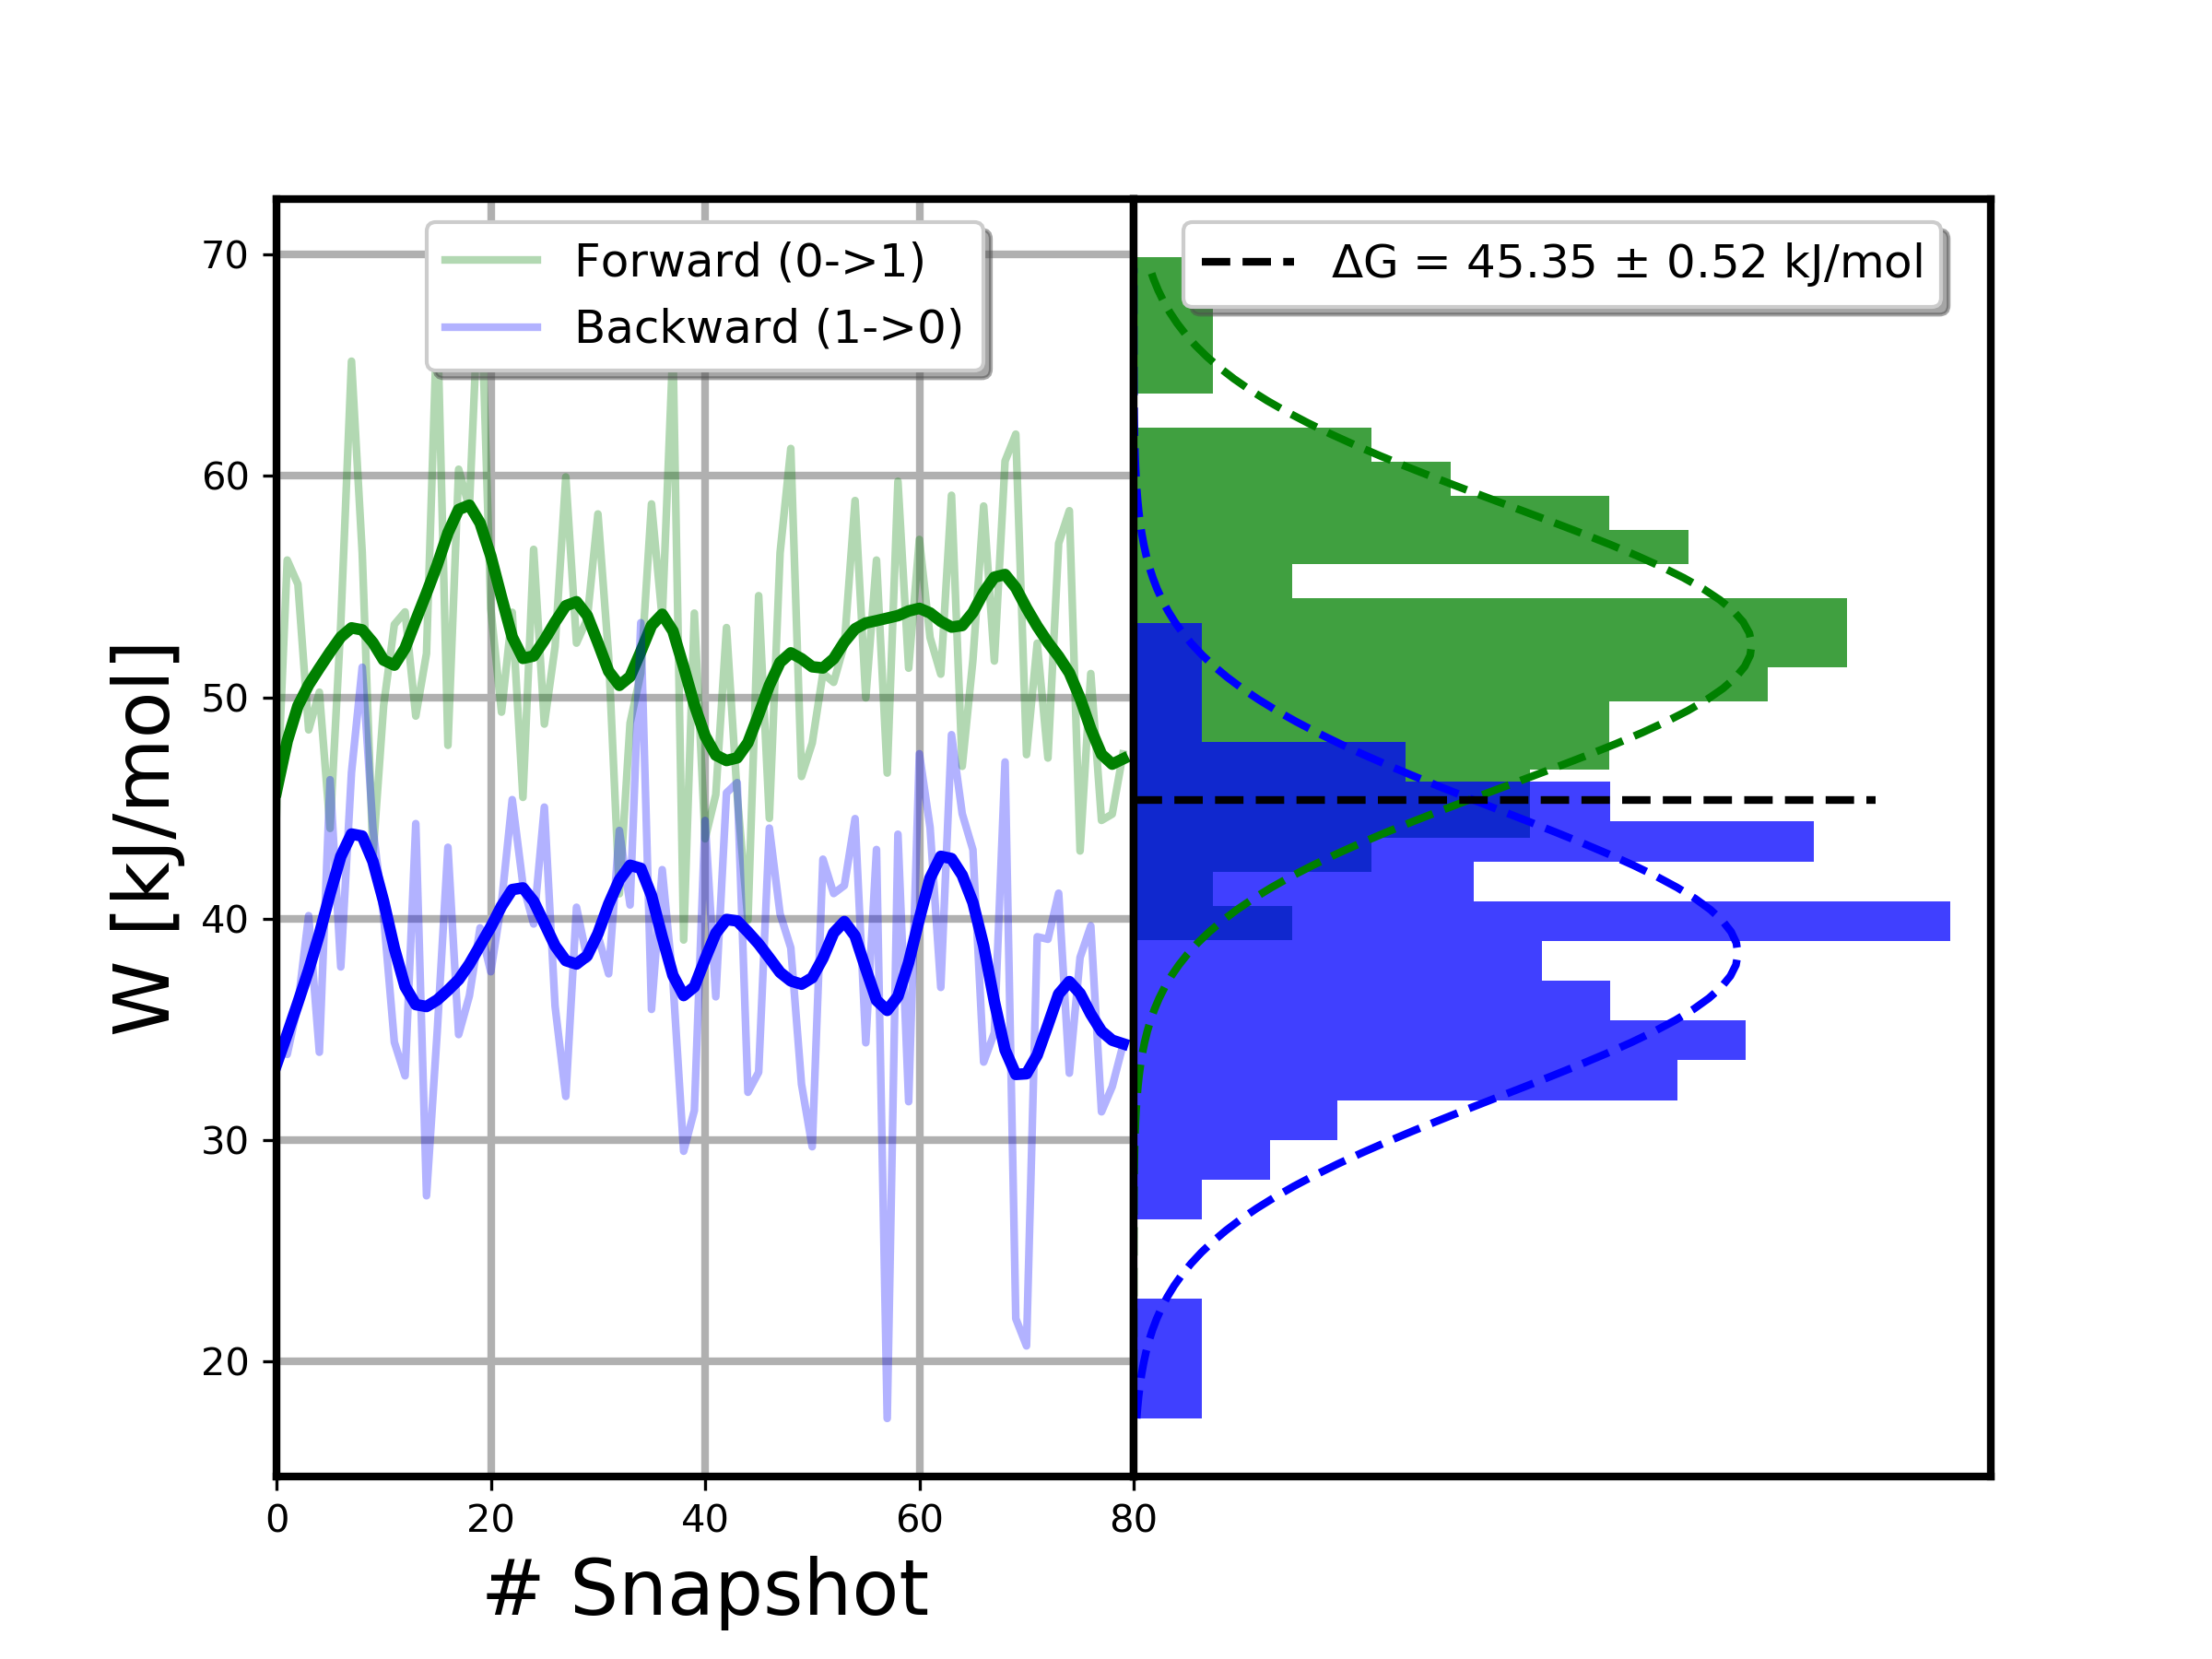 Forward (0->1)
Backward (1->0)
ΔG = 45.35 ± 0.52 kJ/mol
W [kJ/mol]
70
60
50
40
30
20
0 20 40 60 80
# Snapshot